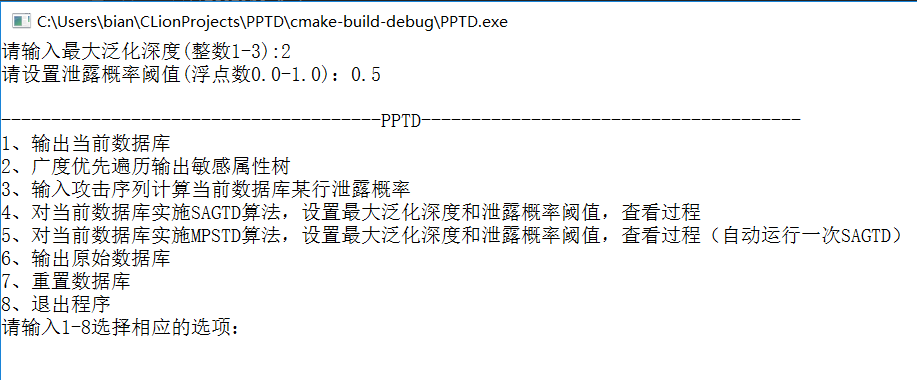 C:\Users\bian\CLionProjects\PPTD\cmake-build-debug\PPTD.exe
请输入最大泛化深度(整数1-3):2
请设置泄露概率阈值(浮点数0.0-1.0): 0.5
--------------------------------------PPTD--------------------------------------
1、输出当前数据库
2、广度优先遍历输出敏感属性树
3、输入攻击序列计算当前数据库某行泄露概率
4、对当前数据库实施SAGTD算法，设置最大泛化深度和泄露概率阈值，查看过程
5、对当前数据库实施MPSTD算法，设置最大泛化深度和泄露概率阈值，查看过程（自动运行一次SAGTD）
6、输出原始数据库
7、重置数据库
8、退出程序
请输入1-8选择相应的选项: